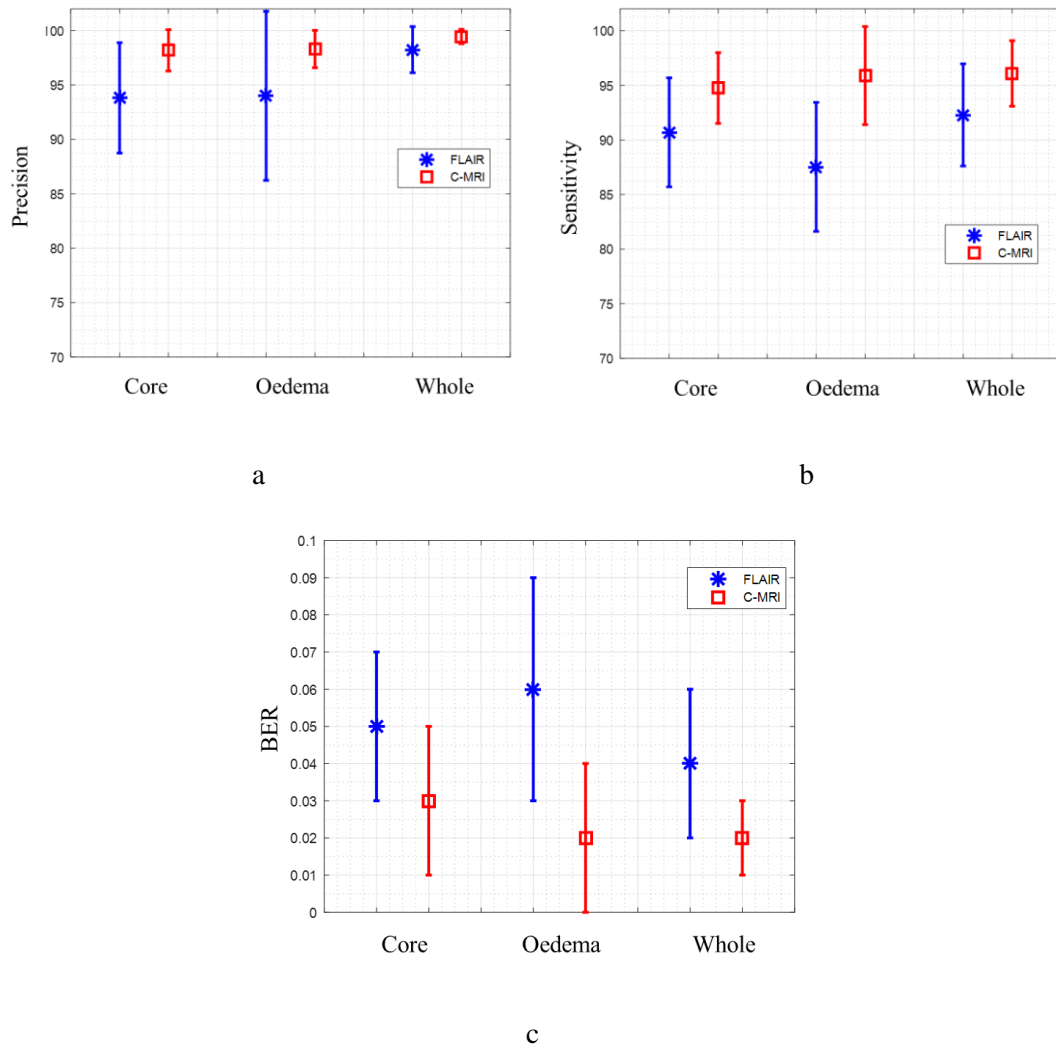 Precision
100
95
90
85
80
75
70
FLAIR
C-MRI
Core Oedema Whole
a
Sensitivity
100
95
90
85
80
75
70
FLAIR
C-MRI
Core Oedema Whole
b
BER
0.1
0.09
0.08
0.07
0.06
0.05
0.04
0.03
0.02
0.01
0
FLAIR
C-MRI
Core Oedema Whole
c